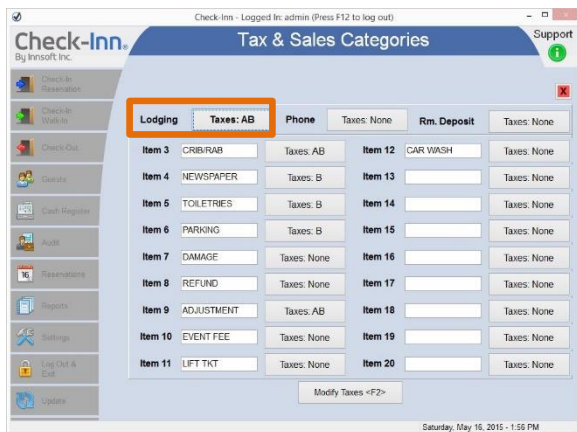 Check-Inn - Logged In: admin (Press F12 to log out)
Check-Inn®
By Innsoft Inc.
Tax & Sales Categories
Support
Check-In Reservation
Check-In Walk-In
Check-Out
Guests
Cash Register
Audit
Reservations
Reports
Settings
Log Out & Exit
Update
X
Lodging Taxes: AB Phone Taxes: None Rm. Deposit Taxes: None
Item 3 CRIB/RAB Taxes: AB Item 12 CAR WASH Taxes: None
Item 4 NEWSPAPER Taxes: B Item 13 Taxes: None
Item 5 TOILETRIES Taxes: B Item 14 Taxes: None
Item 6 PARKING Taxes: B Item 15 Taxes: None
Item 7 DAMAGE Taxes: None Item 16 Taxes: None
Item 8 REFUND Taxes: None Item 17 Taxes: None
Item 9 ADJUSTMENT Taxes: AB Item 18 Taxes: None
Item 10 EVENT FEE Taxes: None Item 19 Taxes: None
Item 11 LIFT TKT Taxes: None Item 20 Taxes: None
Modify Taxes <F2>
Saturday, May 16, 2015 - 1:56 PM
16